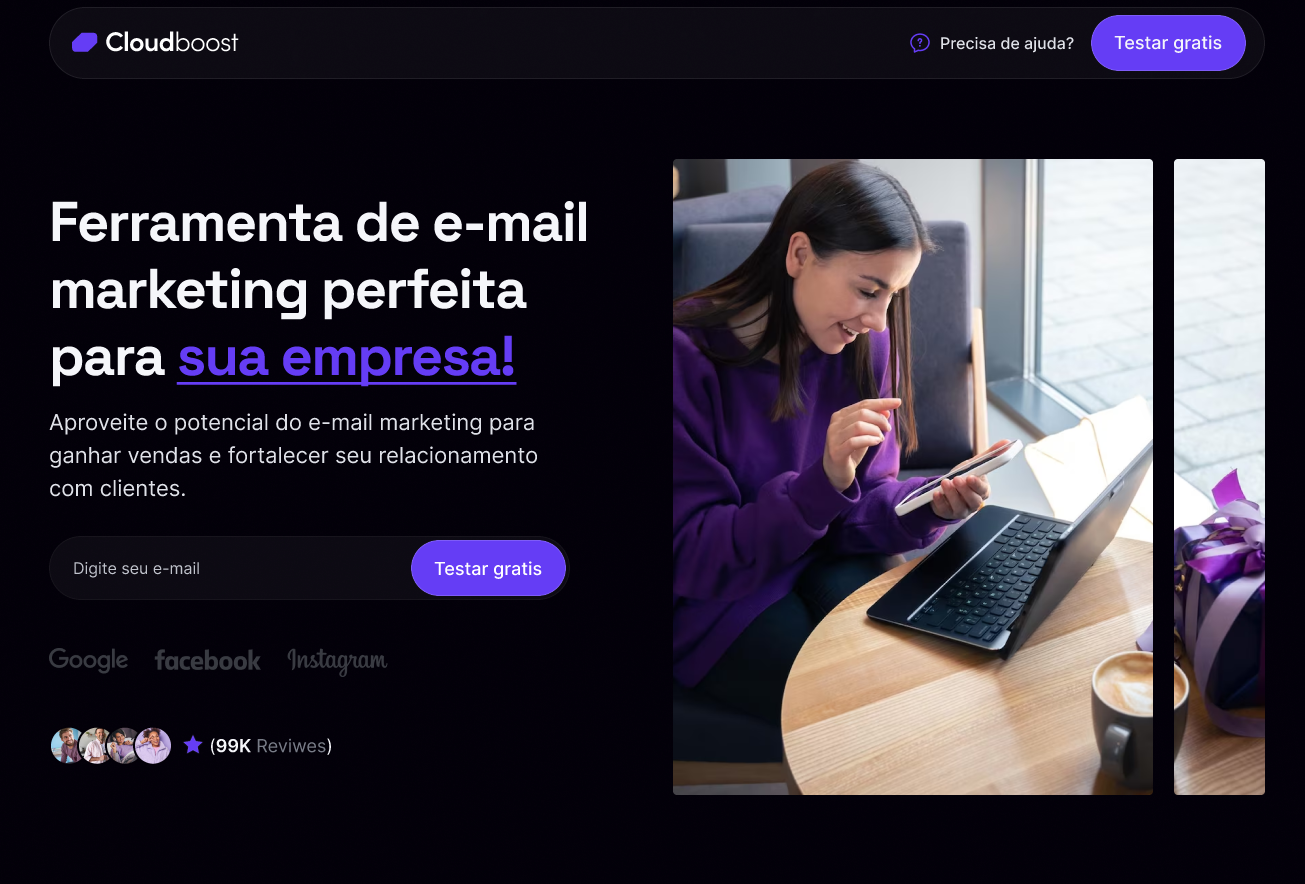 Cloudboost
Precisa de ajuda?
Testar gratis
Ferramenta de e-mail
marketing perfeita
para sua empresa!
Aproveite o potencial do e-mail marketing para
ganhar vendas e fortalecer seu relacionamento
com clientes.
Digite seu e-mail
Testar gratis
Google facebook Instagram
(99K Reviwes)